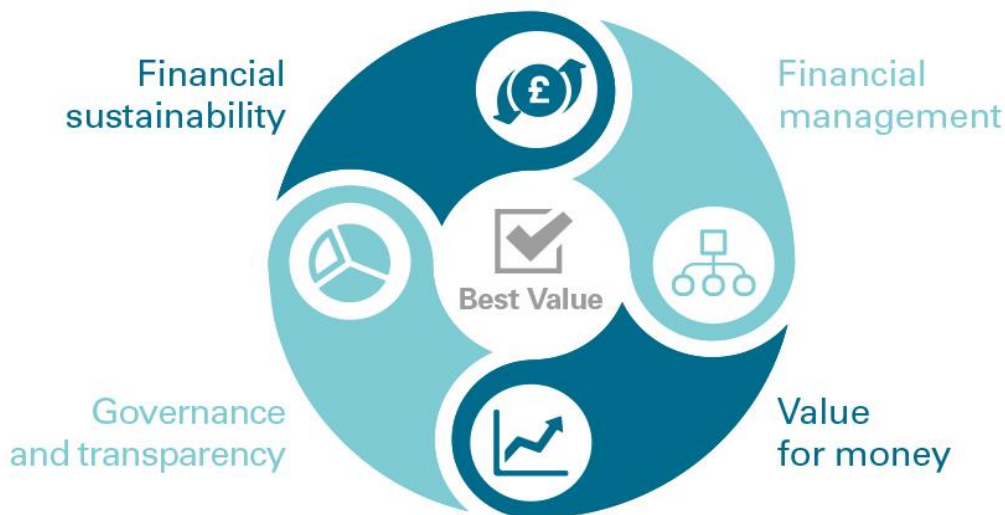 Financial
sustainability
Financial
management
£
Best Value
Governance
and transparency
Value
for money